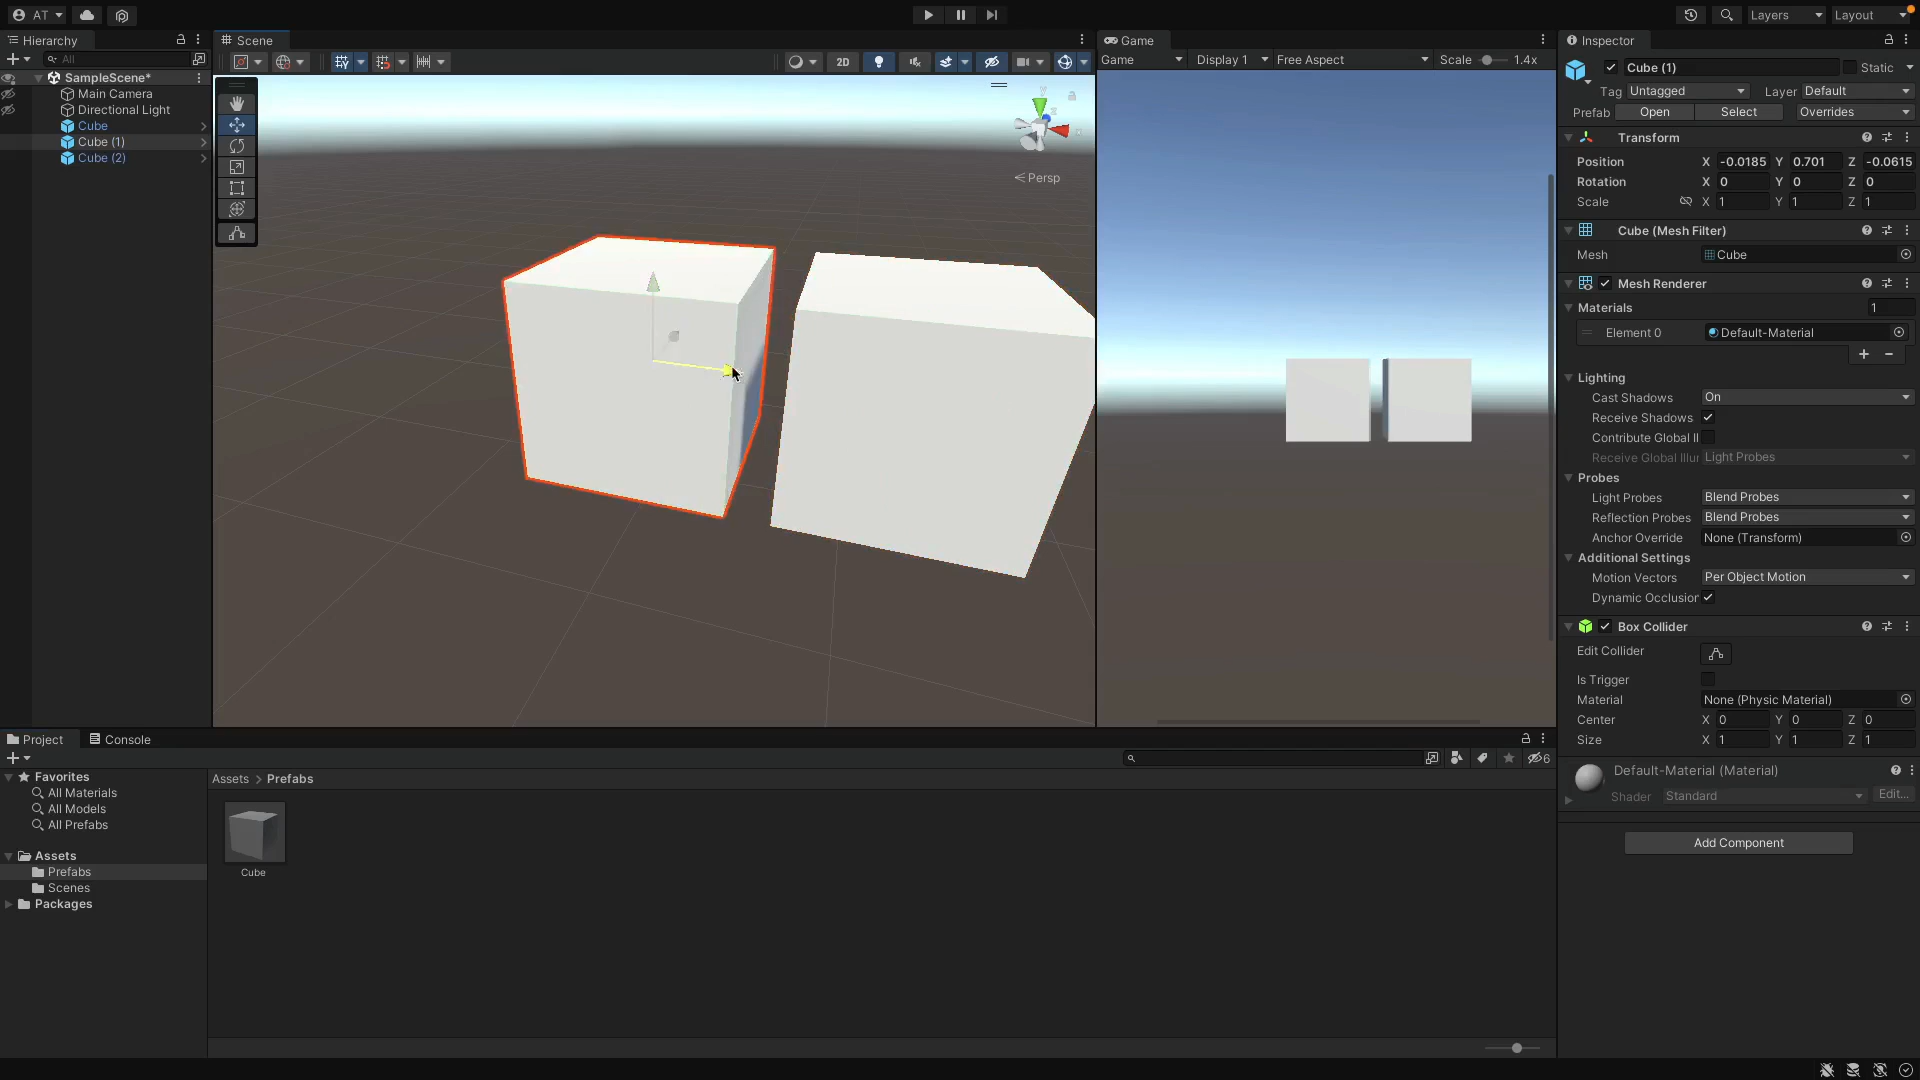 AT
Layers
Layout
Hierarchy
All
SampleScene*
Main Camera
Directional Light
Cube
Cube (1)
Cube (2)
Scene
2D
y
x
z
Persp
Game
Game
Display 1
Free Aspect
Scale
1.4x
Inspector
Cube (1)
Static
Tag
Untagged
Layer
Default
Prefab
Open
Select
Overrides
Transform
Position
X -0.0185 Y 0.701 Z -0.0615
Rotation
X 0 Y 0 Z 0
Scale
X 1 Y 1 Z 1
Cube (Mesh Filter)
Mesh
Cube
Mesh Renderer
Materials
1
Element 0
Default-Material
Lighting
Cast Shadows
On
Receive Shadows
Contribute Global Il
Receive Global Illur
Light Probes
Probes
Light Probes
Blend Probes
Reflection Probes
Blend Probes
Anchor Override
None (Transform)
Additional Settings
Motion Vectors
Per Object Motion
Dynamic Occlusion
Box Collider
Edit Collider
Is Trigger
Material
None (Physic Material)
Center
X 0 Y 0 Z 0
Size
X 1 Y 1 Z 1
Default-Material (Material)
Shader
Standard
Edit...
Add Component
Project
Console
6
Favorites
All Materials
All Models
All Prefabs
Assets
Prefabs
Scenes
Packages
Assets > Prefabs
Cube